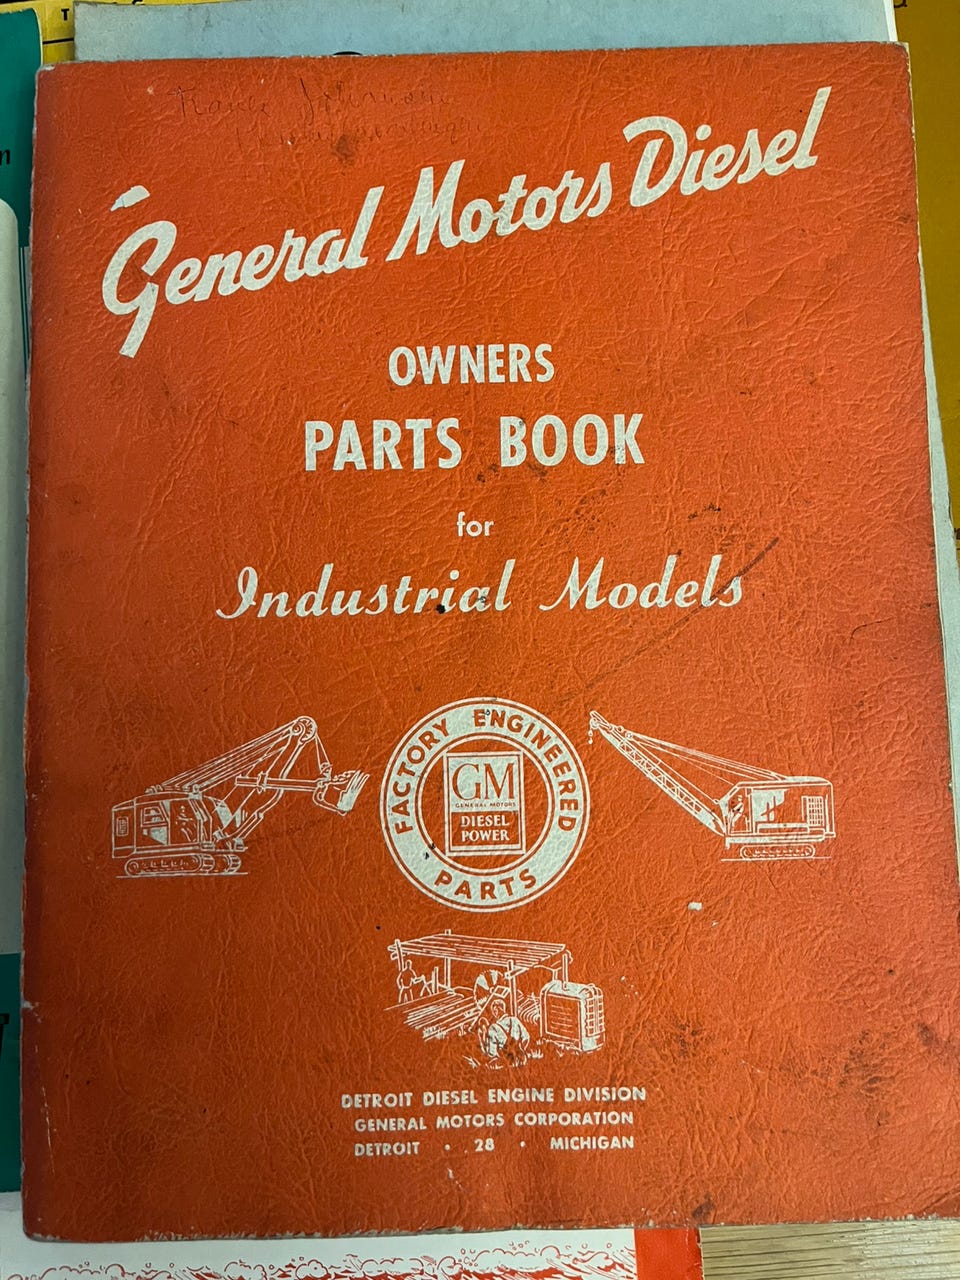 General Motors Diesel
OWNERS
PARTS BOOK
for
Industrial Models
FACTORY ENGINEERED
GM
GENERAL MOTORS
DIESEL
POWER
PARTS
DETROIT DIESEL ENGINE DIVISION
GENERAL MOTORS CORPORATION
DETROIT • 28 • MICHIGAN